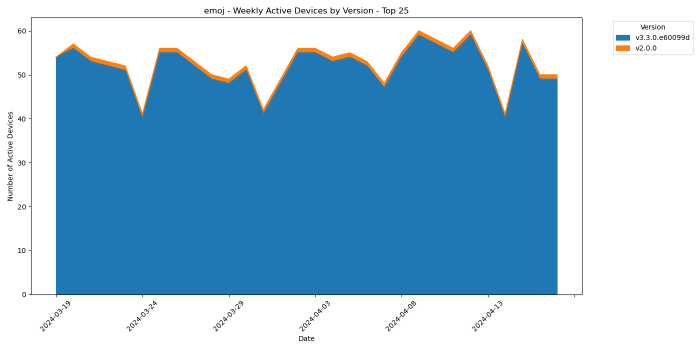 emoj - Weekly Active Devices by Version - Top 25
Version
v3.3.0.e60099d
v2.0.0
Number of Active Devices
60
50
40
30
20
10
0
2024-03-19
2024-03-24
2024-03-29
2024-04-03
2024-04-08
2024-04-13
Date